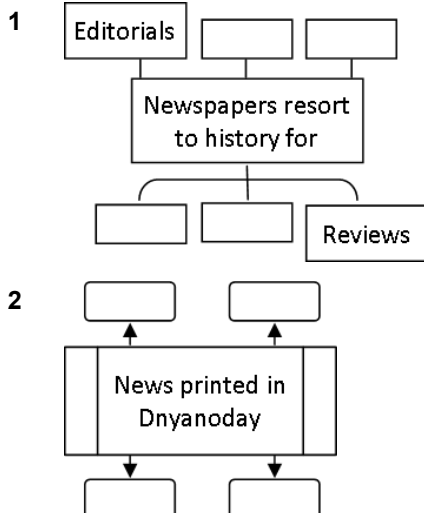 1
Editorials
Newspapers resort
to history for
Reviews
2
News printed in
Dnyanoday